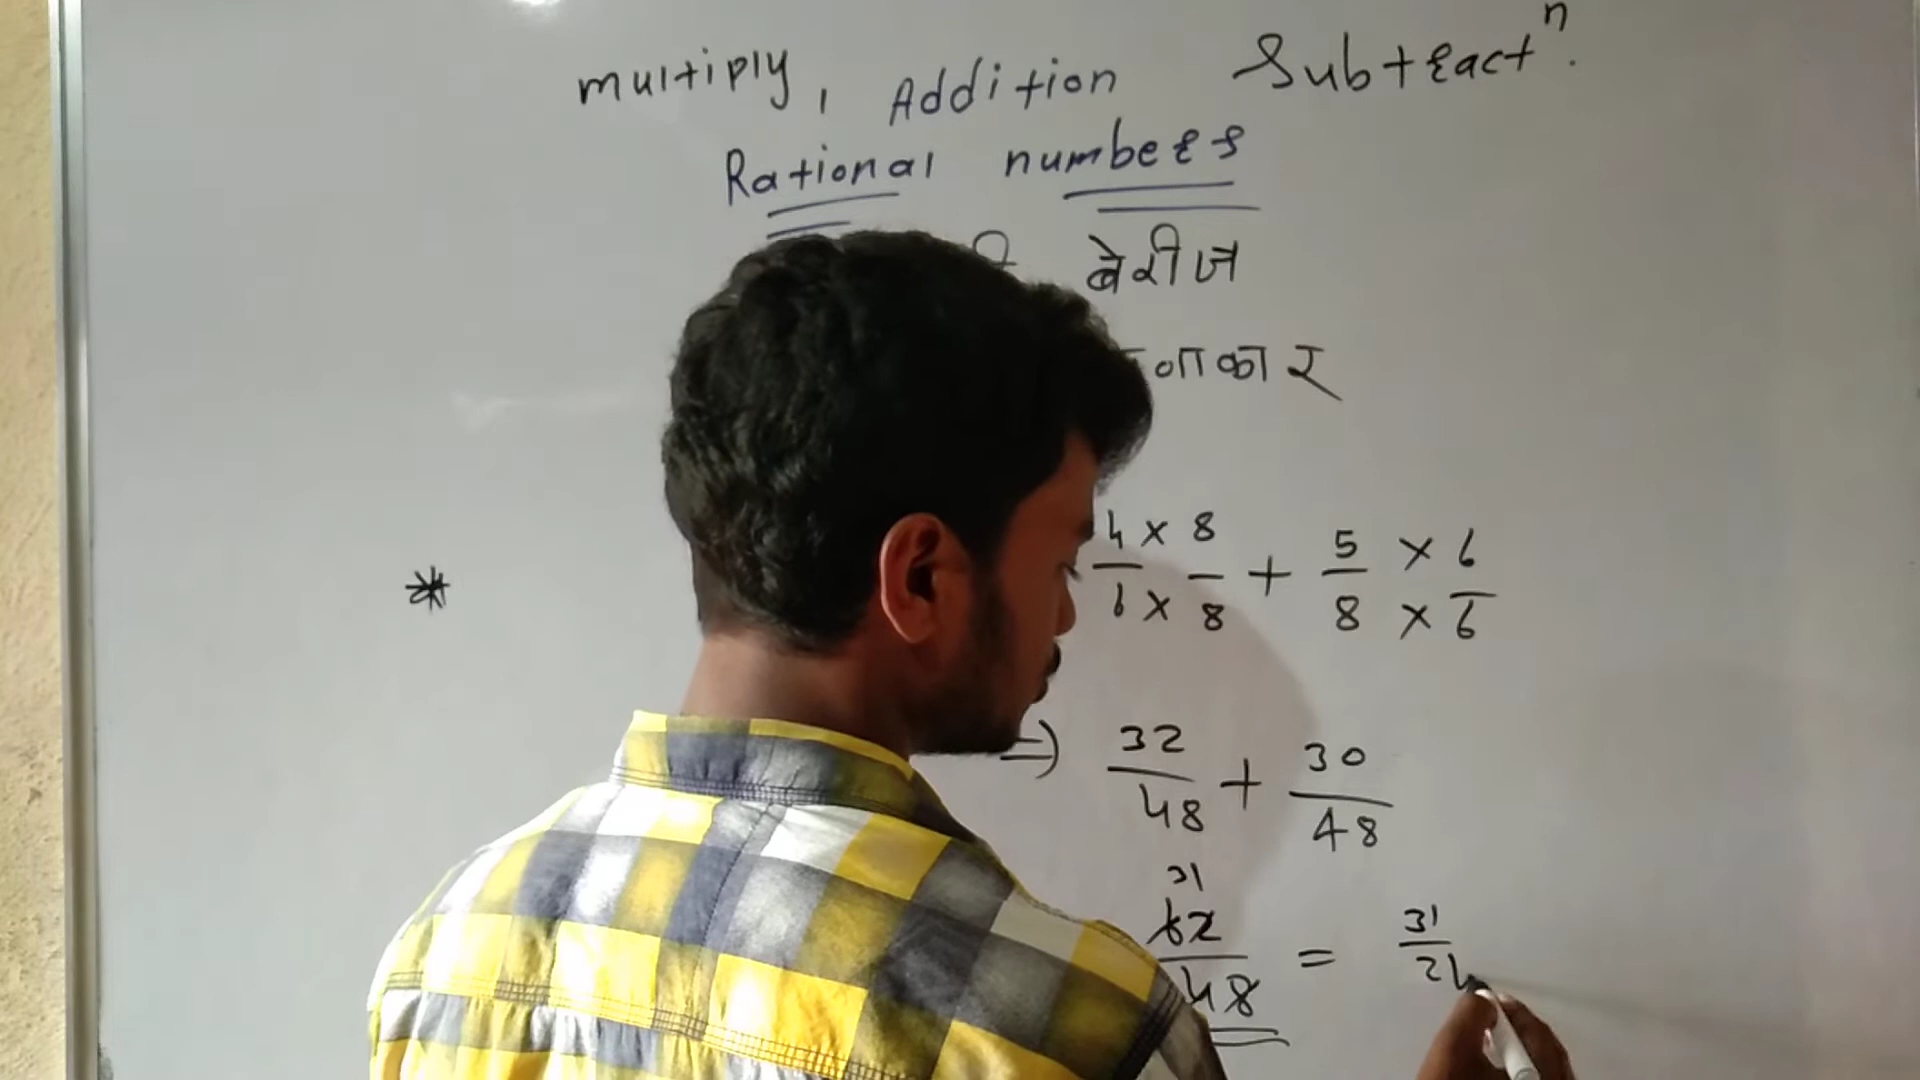 multiply, Addition Subtractⁿ.
Rational numbers
बेरीज
4 × 8 + 5 × 6
6 × 8 8 × 6
⇒ 32/48 + 30/48
31
62/48 = 31/24